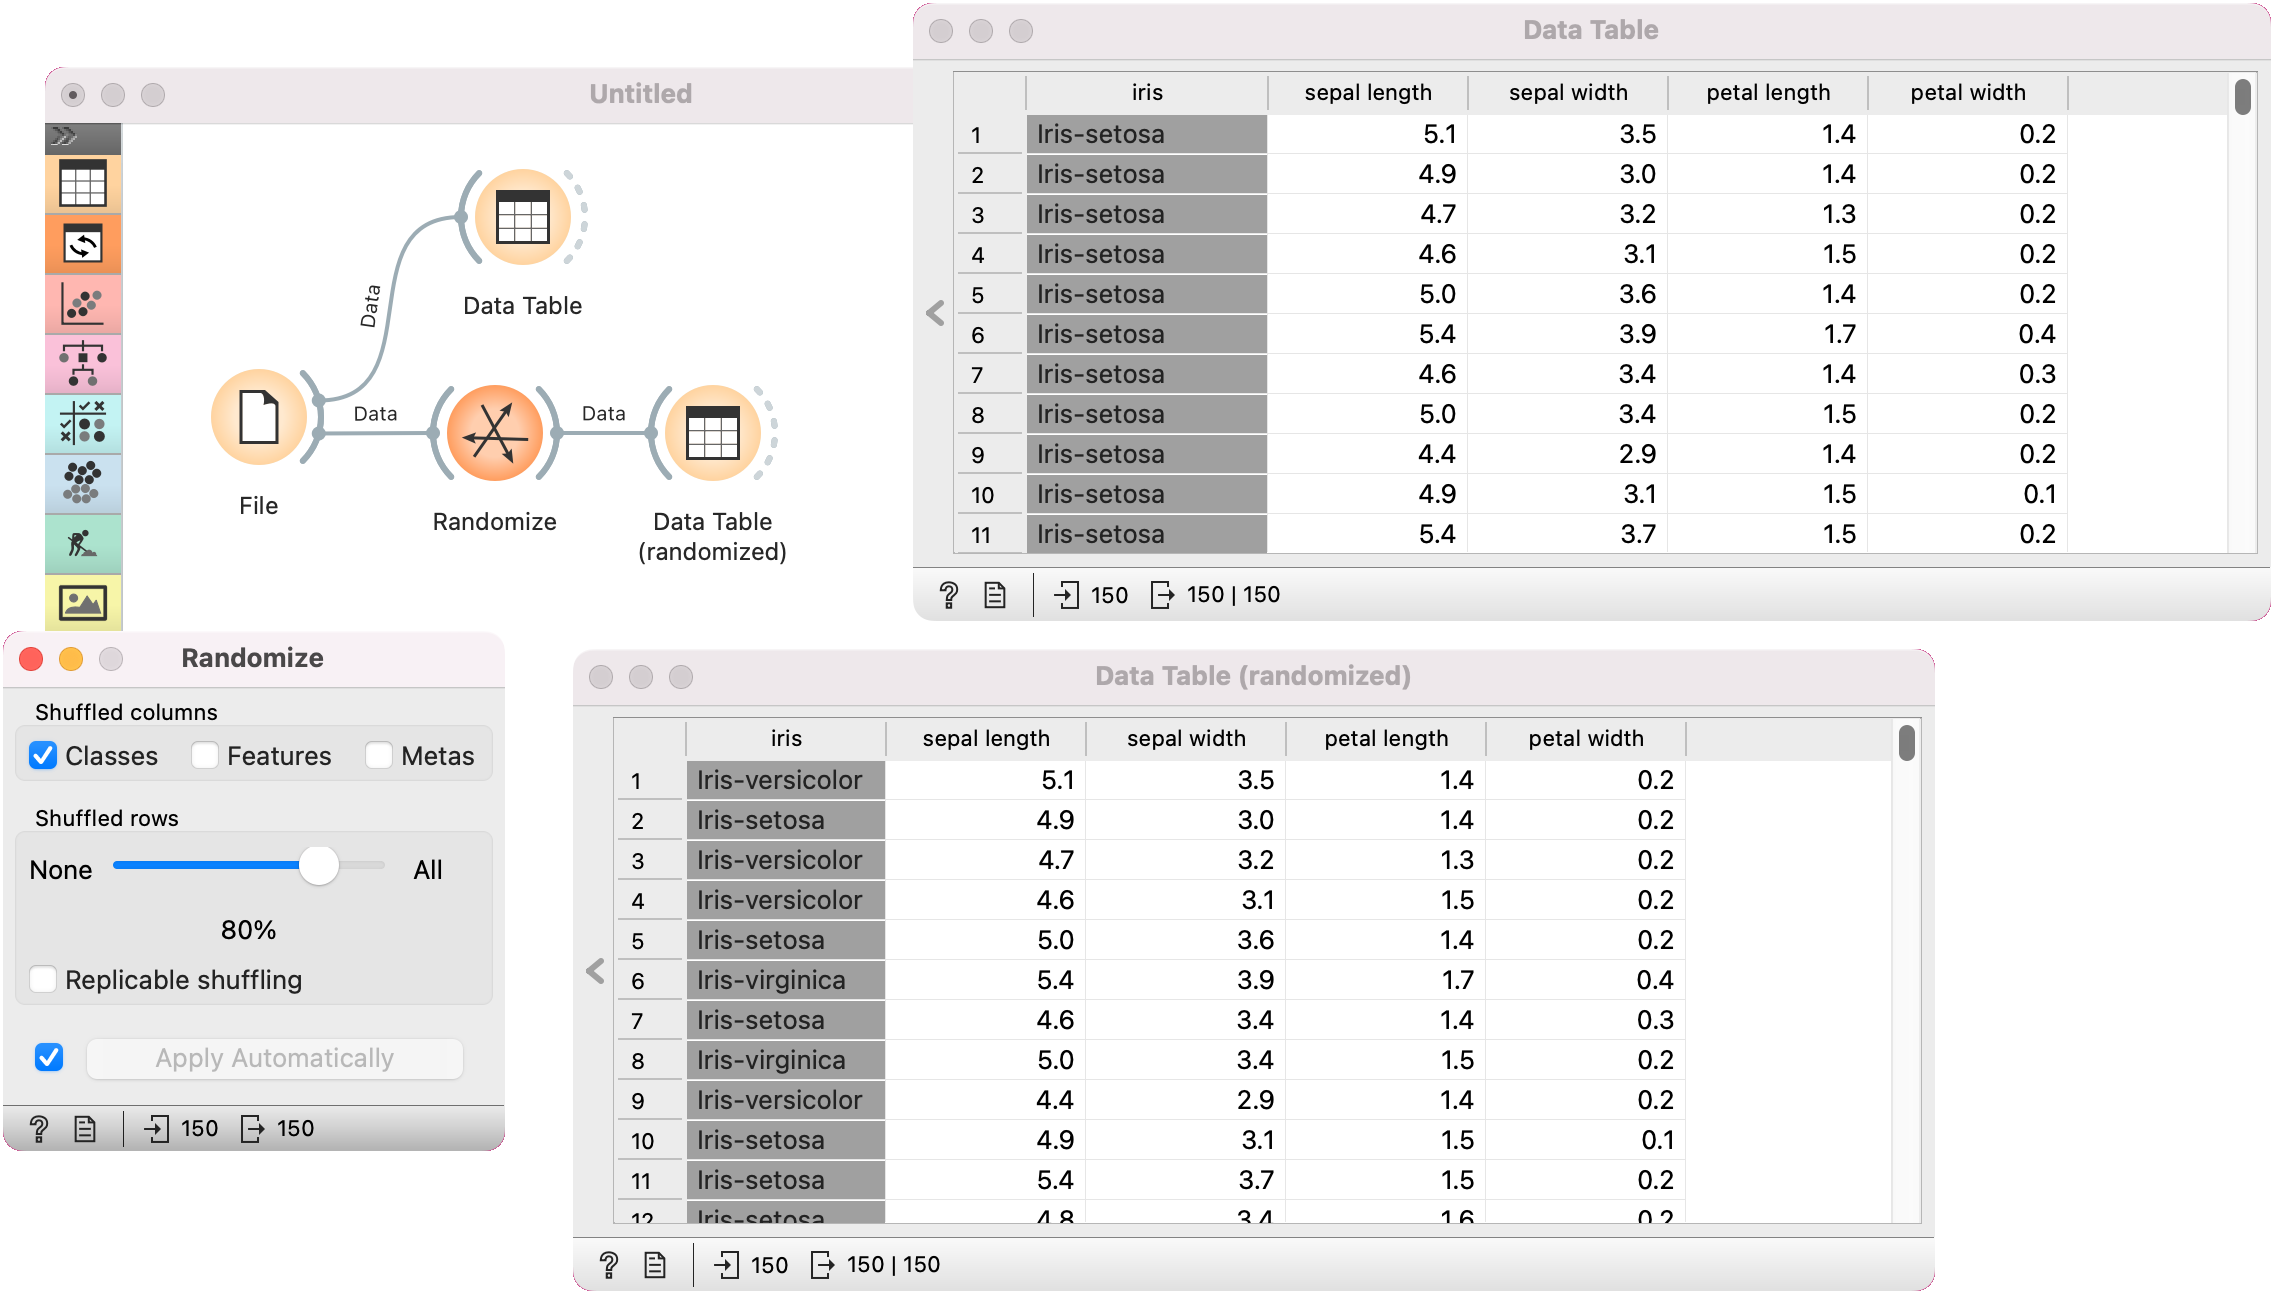 Untitled
Data
Data Table
Data
Data
File
Randomize
Data Table
(randomized)
Data Table
iris sepal length sepal width petal length petal width
1 Iris-setosa 5.1 3.5 1.4 0.2
2 Iris-setosa 4.9 3.0 1.4 0.2
3 Iris-setosa 4.7 3.2 1.3 0.2
4 Iris-setosa 4.6 3.1 1.5 0.2
5 Iris-setosa 5.0 3.6 1.4 0.2
6 Iris-setosa 5.4 3.9 1.7 0.4
7 Iris-setosa 4.6 3.4 1.4 0.3
8 Iris-setosa 5.0 3.4 1.5 0.2
9 Iris-setosa 4.4 2.9 1.4 0.2
10 Iris-setosa 4.9 3.1 1.5 0.1
11 Iris-setosa 5.4 3.7 1.5 0.2
? 150 150 | 150
Randomize
Shuffled columns
Classes Features Metas
Shuffled rows
None All
80%
Replicable shuffling
Apply Automatically
? 150 150
Data Table (randomized)
iris sepal length sepal width petal length petal width
1 Iris-versicolor 5.1 3.5 1.4 0.2
2 Iris-setosa 4.9 3.0 1.4 0.2
3 Iris-versicolor 4.7 3.2 1.3 0.2
4 Iris-versicolor 4.6 3.1 1.5 0.2
5 Iris-setosa 5.0 3.6 1.4 0.2
6 Iris-virginica 5.4 3.9 1.7 0.4
7 Iris-setosa 4.6 3.4 1.4 0.3
8 Iris-virginica 5.0 3.4 1.5 0.2
9 Iris-versicolor 4.4 2.9 1.4 0.2
10 Iris-setosa 4.9 3.1 1.5 0.1
11 Iris-setosa 5.4 3.7 1.5 0.2
12 Iris-setosa 4.8 3.4 1.6 0.2
? 150 150 | 150